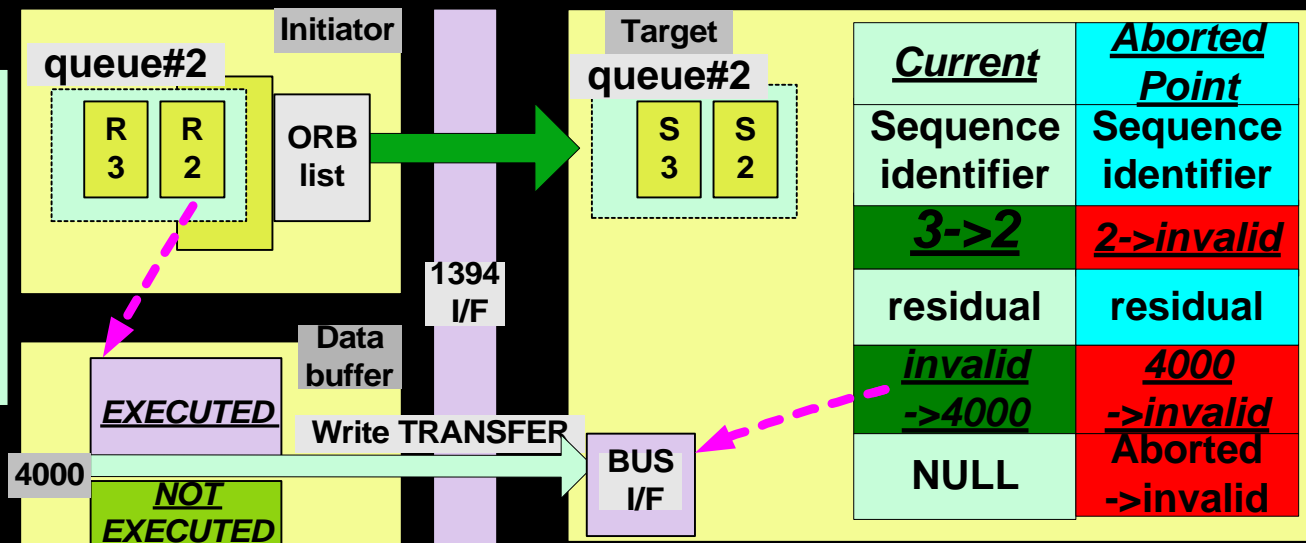 Initiator
queue#2
R
3
R
2
ORB
list
1394
I/F
Target
queue#2
S
3
S
2
Data
buffer
EXECUTED
Write TRANSFER
4000
NOT
EXECUTED
BUS
I/F
Current
Aborted
Point
Sequence
identifier
Sequence
identifier
3->2
2->invalid
residual
residual
invalid
->4000
4000
->invalid
NULL
Aborted
->invalid